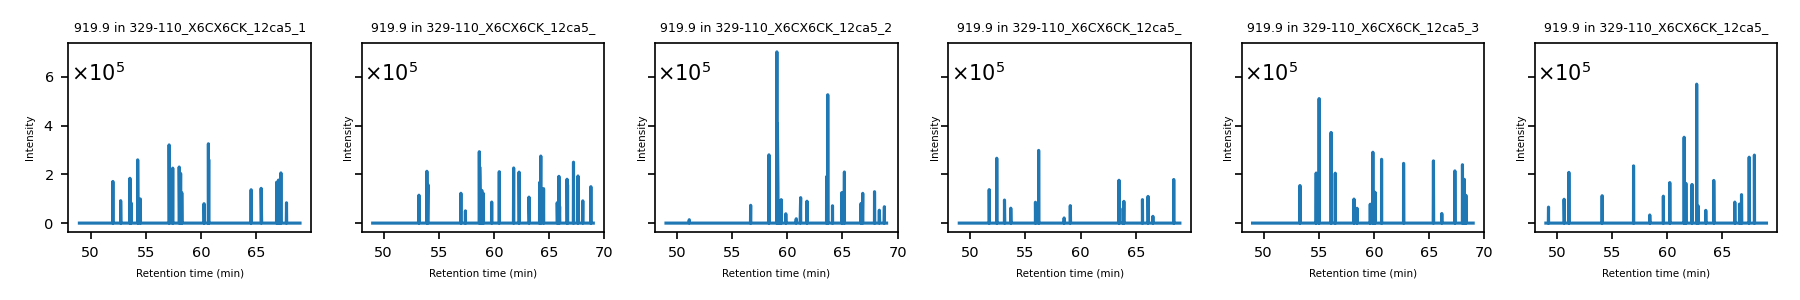 919.9 in 329-110_X6CX6CK_12ca5_1
919.9 in 329-110_X6CX6CK_12ca5_
919.9 in 329-110_X6CX6CK_12ca5_2
919.9 in 329-110_X6CX6CK_12ca5_
919.9 in 329-110_X6CX6CK_12ca5_3
919.9 in 329-110_X6CX6CK_12ca5_
×10⁵ ×10⁵ ×10⁵ ×10⁵ ×10⁵ ×10⁵
6
4
2
0
Intensity Intensity Intensity Intensity Intensity Intensity
50 55 60 65
50 55 60 65 70
50 55 60 65 70
50 55 60 65
50 55 60 65 70
50 55 60 65
Retention time (min) Retention time (min) Retention time (min) Retention time (min) Retention time (min) Retention time (min)